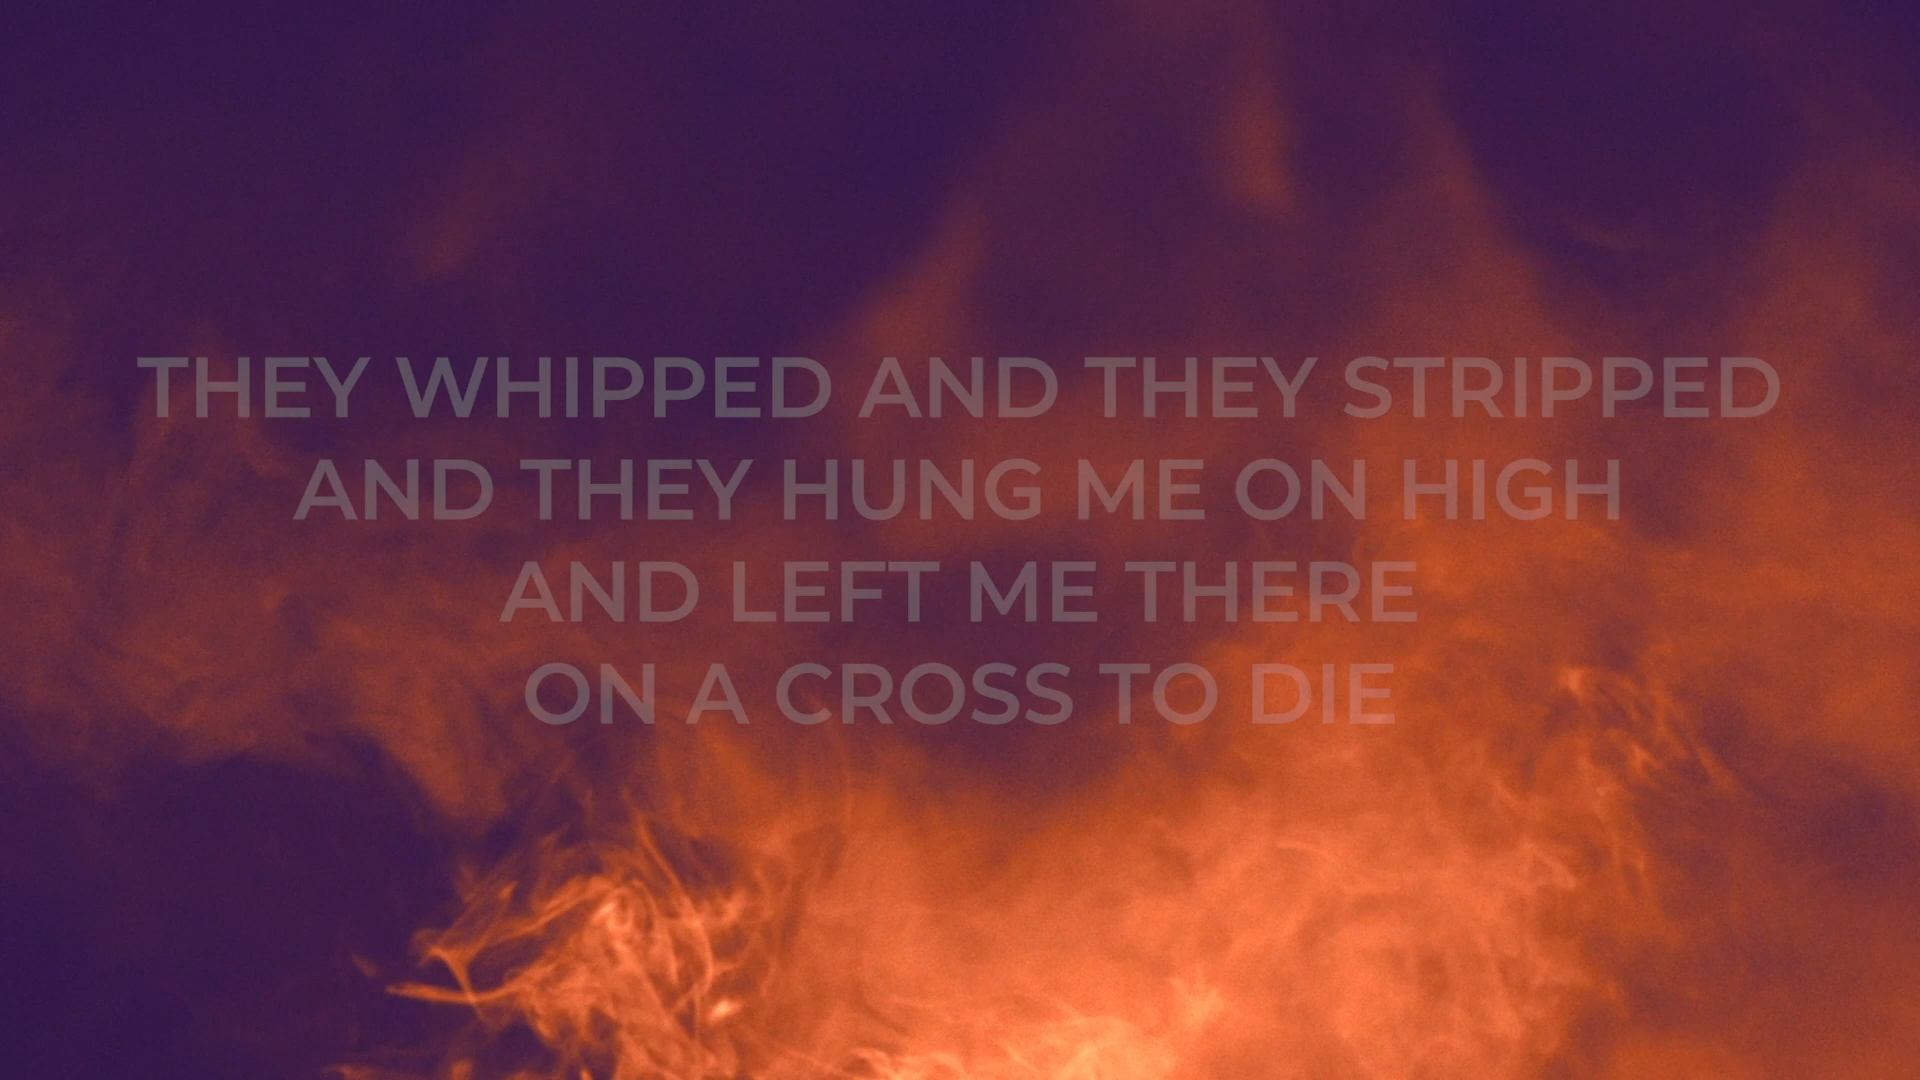 THEY WHIPPED AND THEY STRIPPED
AND THEY HUNG ME ON HIGH
AND LEFT ME THERE
ON A CROSS TO DIE